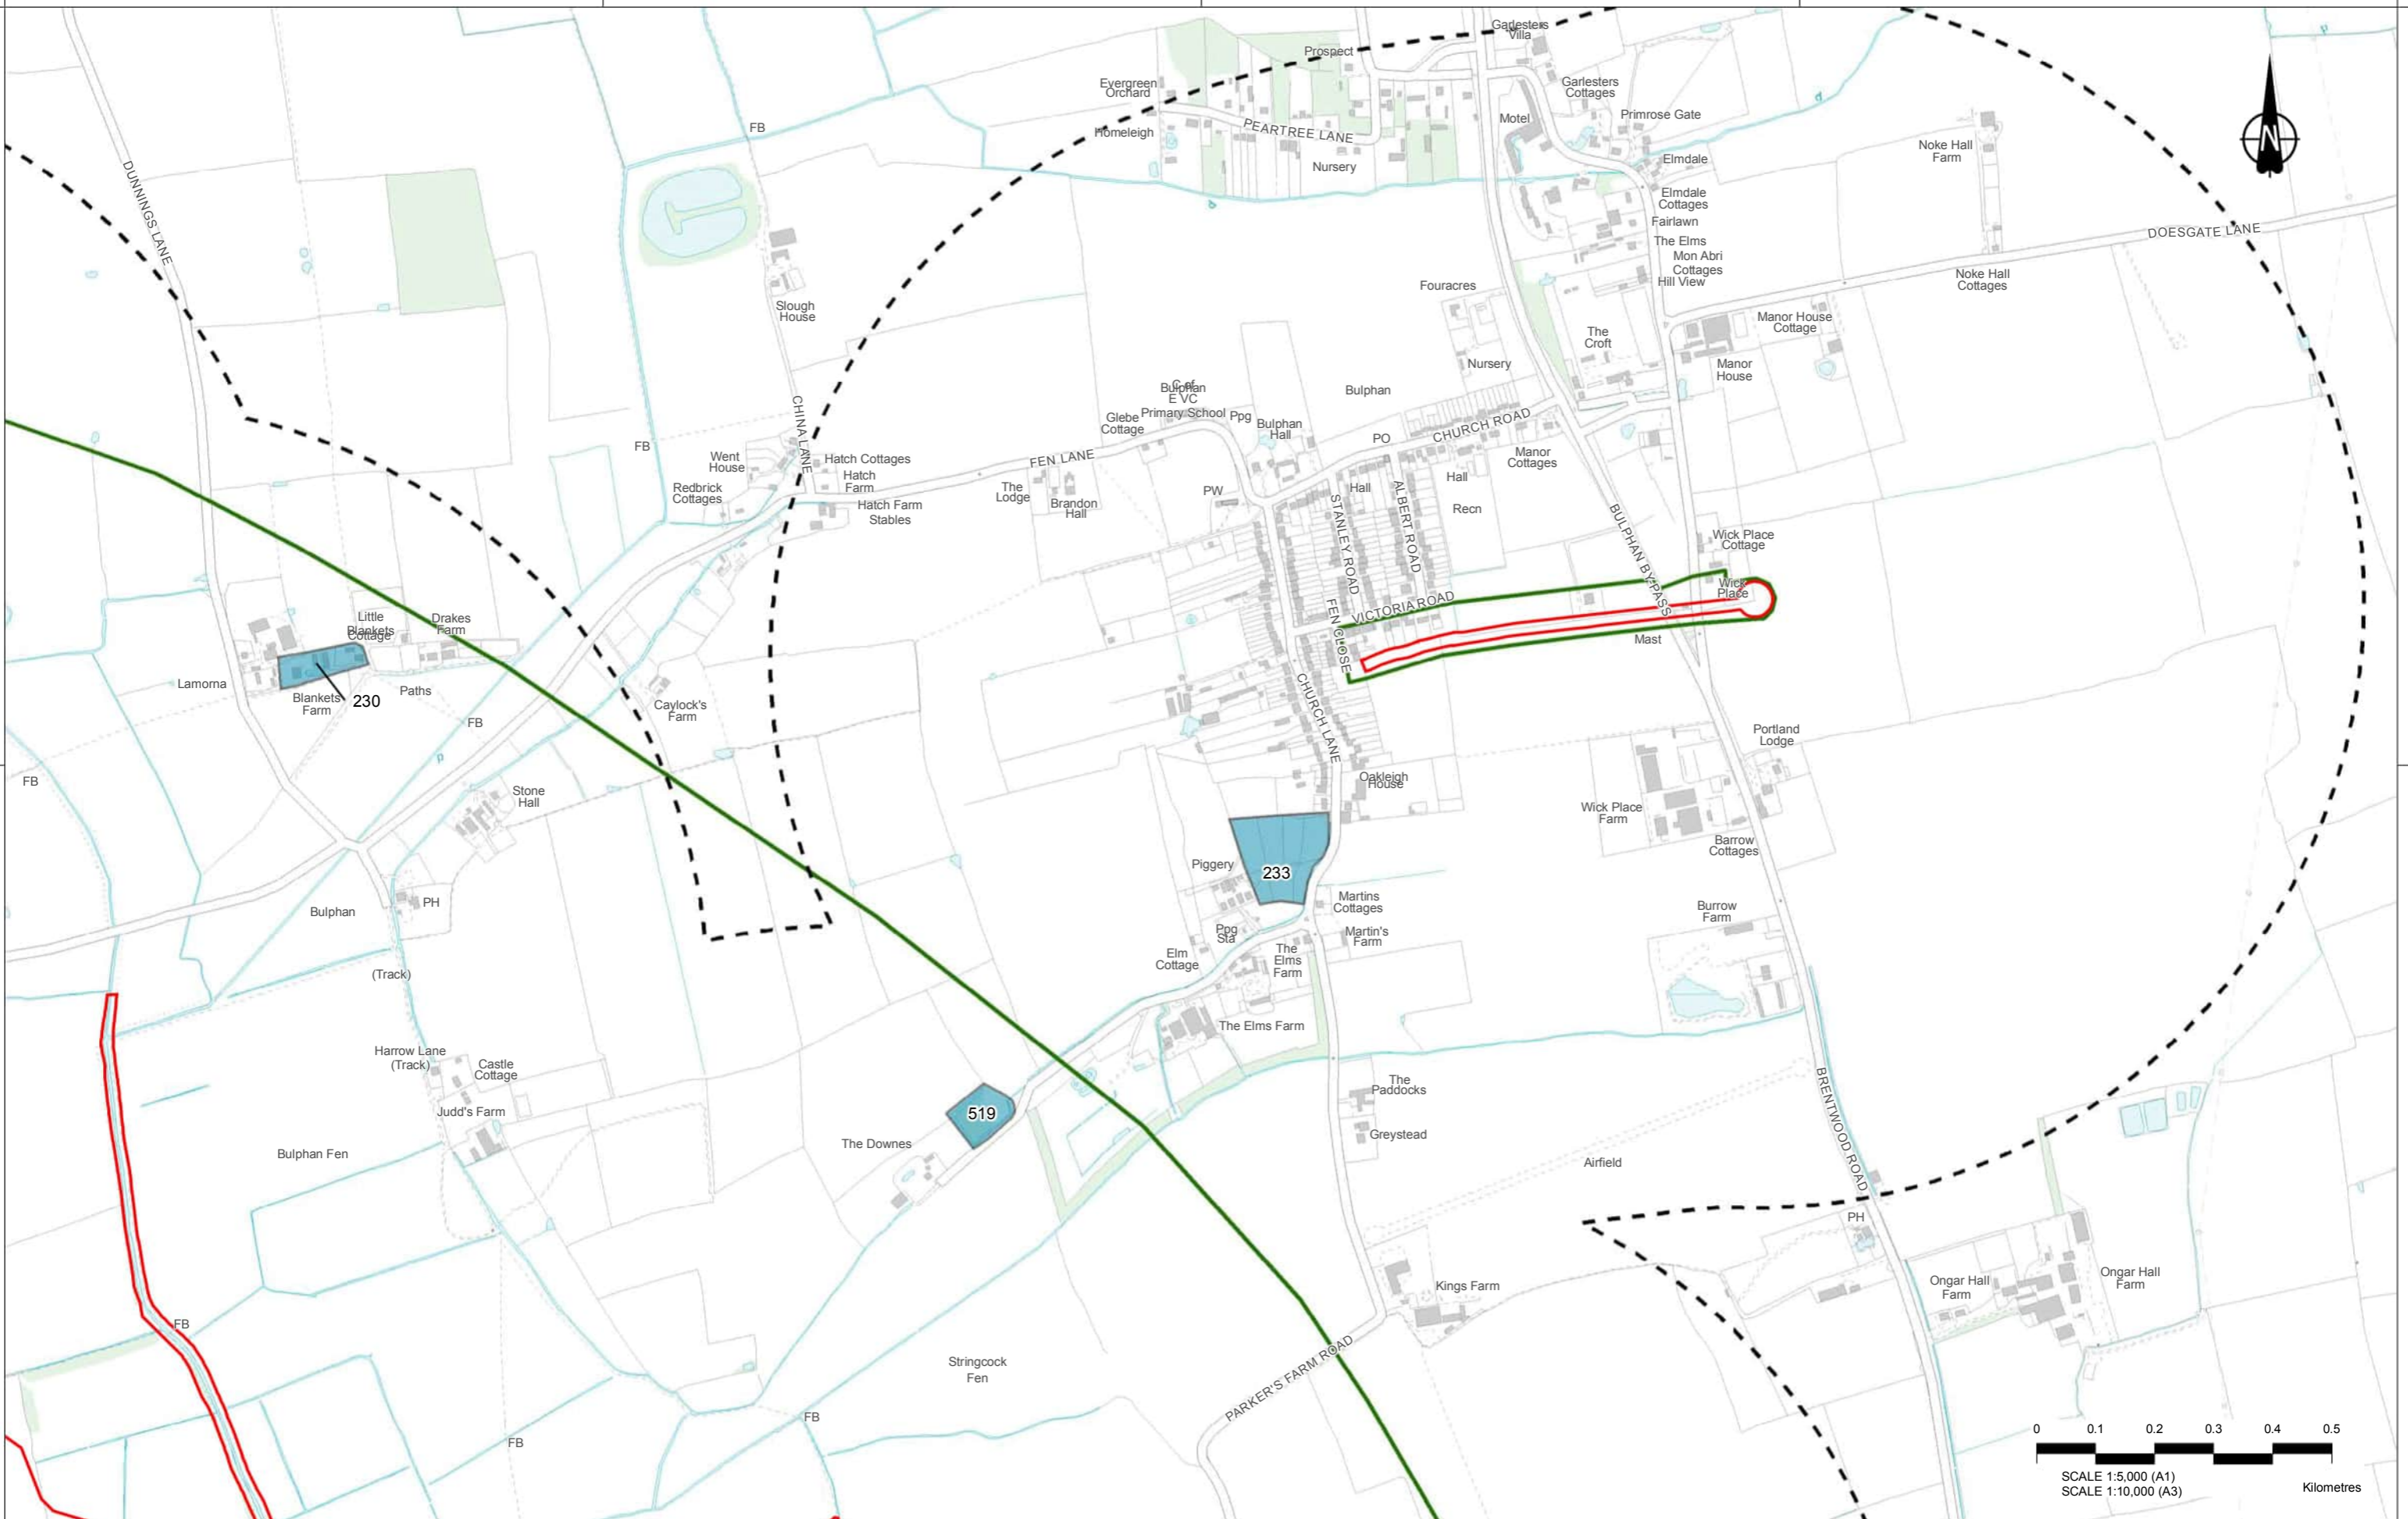 Garlesters
Villa
Prospect
Evergreen
Orchard
Garlesters
Cottages
Motel
Primrose Gate
FB
Homeleigh
PEARTREE LANE
Nursery
Elmdale
Noke Hall
Farm
N
DUNNINGS LANE
Elmdale
Cottages
Fairlawn
The Elms
Mon Abri
Cottages
Hill View
DOESGATE LANE
Noke Hall
Cottages
Fouracres
Slough
House
The
Croft
Manor House
Cottage
Nursery
Manor
House
Bulphan
C of
Bulphan
E VC
Primary School
Glebe
Cottage
Ppg
Bulphan
Hall
CHINA LANE
CHURCH ROAD
PO
FB
Went
House
Hatch Cottages
Hatch
Farm
FEN LANE
Manor
Cottages
Redbrick
Cottages
The
Lodge
Brandon
Hall
PW
Hall
Hall
Hatch Farm
Stables
STANLEY ROAD
ALBERT ROAD
Recn
BULPHAN BY-PASS
Wick Place
Cottage
Wick
Place
VICTORIA ROAD
FEN CLOSE
Mast
Little
Blankets
Cottage
Drakes
Farm
Lamorna
Blankets
Farm
230
Paths
FB
Caylock's
Farm
CHURCH LANE
Portland
Lodge
FB
Stone
Hall
Oakleigh
House
Wick Place
Farm
Barrow
Cottages
Piggery
233
PH
Bulphan
Martins
Cottages
Burrow
Farm
Ppg
Sta
Martin's
Farm
Elm
Cottage
The
Elms
Farm
(Track)
The Elms Farm
Harrow Lane
(Track)
Castle
Cottage
The
Paddocks
BRENTWOOD ROAD
Judd's Farm
519
Greystead
The Downes
Bulphan Fen
Airfield
PH
Kings Farm
Ongar Hall
Farm
Ongar Hall
Farm
FB
PARKER'S FARM ROAD
Stringcock
Fen
FB
FB
0 0.1 0.2 0.3 0.4 0.5
SCALE 1:5,000 (A1)
SCALE 1:10,000 (A3)
Kilometres